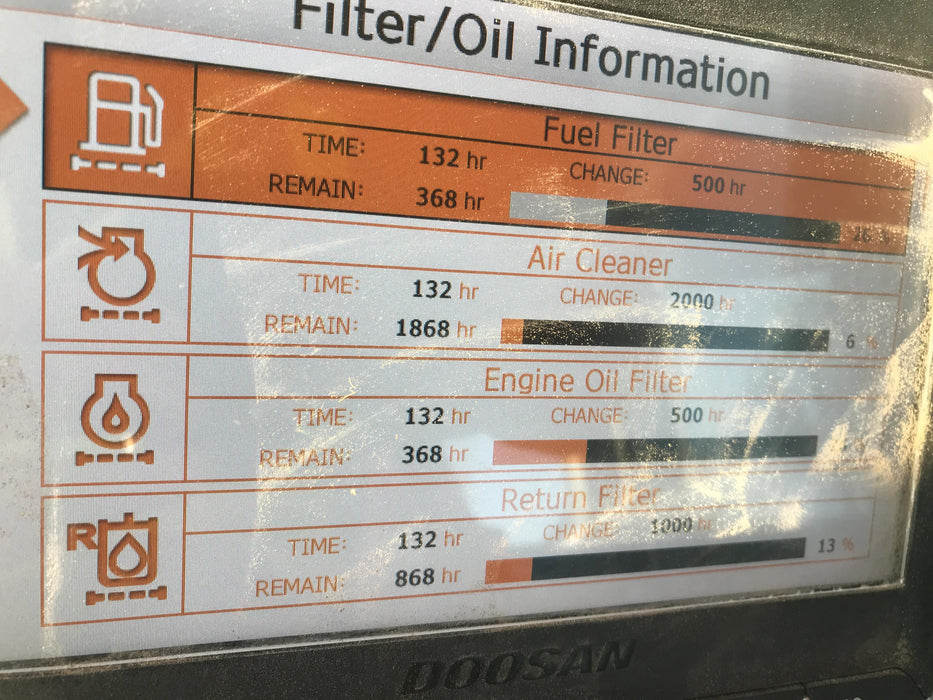 Filter/Oil Information
Fuel Filter
TIME: 132 hr CHANGE: 500 hr
REMAIN: 368 hr
Air Cleaner
TIME: 132 hr CHANGE: 2000 hr
REMAIN: 1868 hr 6 %
Engine Oil Filter
TIME: 132 hr CHANGE: 500 hr
REMAIN: 368 hr
Return Filter
R
TIME: 132 hr CHANGE: 1000 hr
REMAIN: 868 hr 13 %
DOOSAN